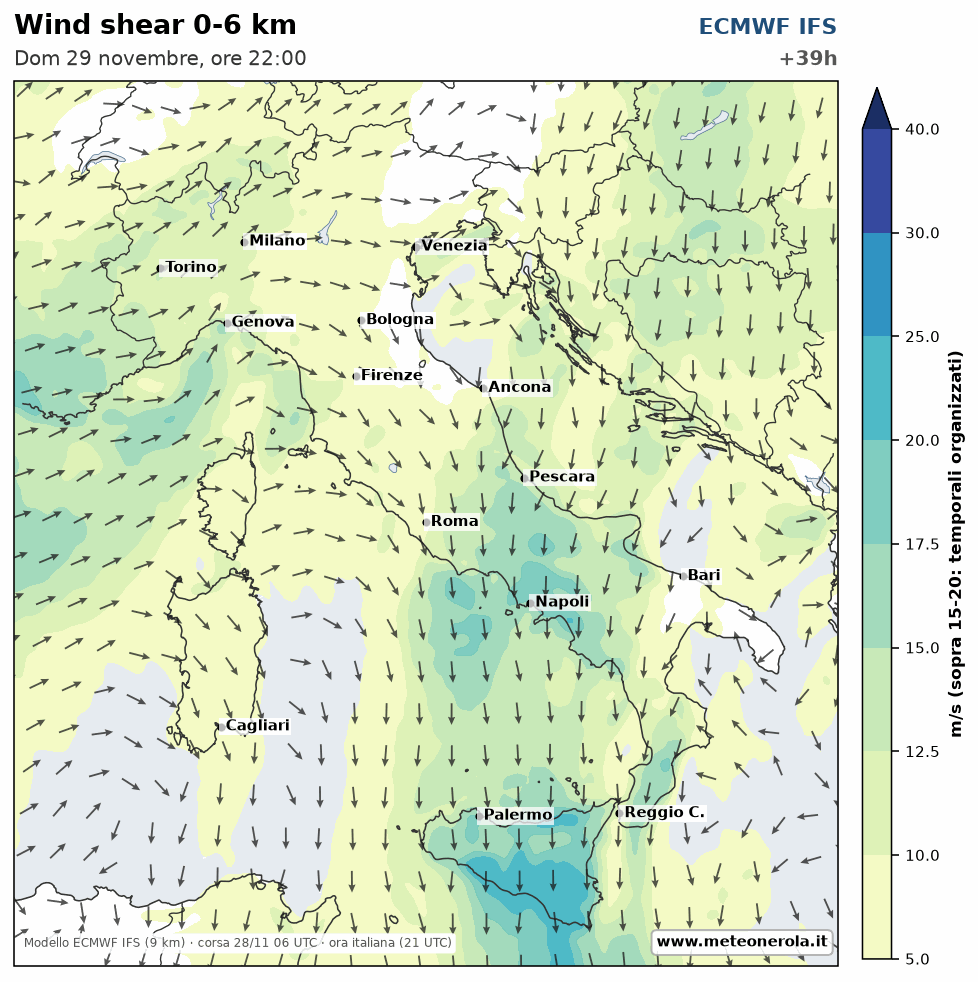 Wind shear 0-6 km
ECMWF IFS
Dom 29 novembre, ore 22:00
+39h
Milano
Venezia
Torino
Bologna
Genova
Firenze
Ancona
Pescara
Roma
Bari
Napoli
Cagliari
Palermo
Reggio C.
40.0
30.0
25.0
20.0
17.5
15.0
12.5
10.0
5.0
m/s (sopra 15-20: temporali organizzati)
Modello ECMWF IFS (9 km) · corsa 28/11 06 UTC · ora italiana (21 UTC)
www.meteonerola.it